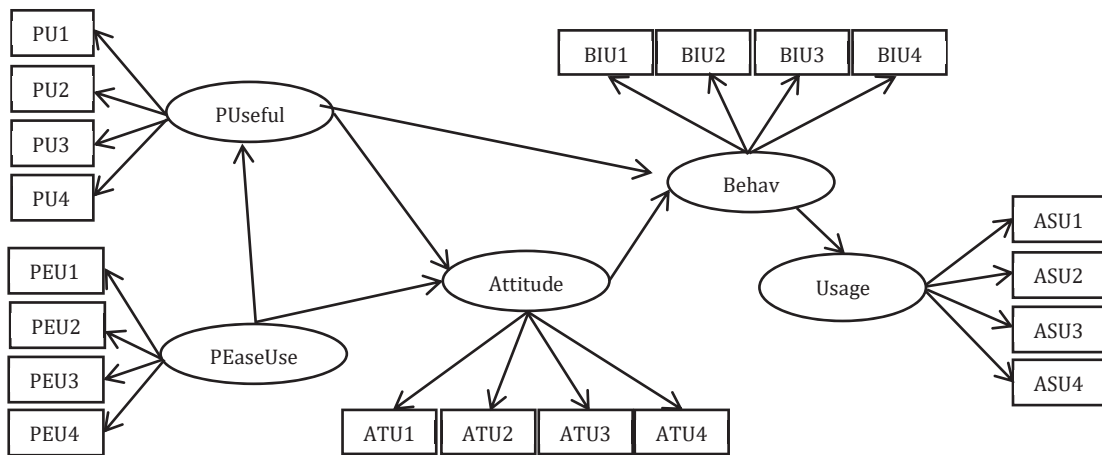 PU1
PU2
PU3
PU4
PUseful
BIU1
BIU2
BIU3
BIU4
Behav
PEU1
PEU2
PEU3
PEU4
PEaseUse
Attitude
ATU1
ATU2
ATU3
ATU4
Usage
ASU1
ASU2
ASU3
ASU4